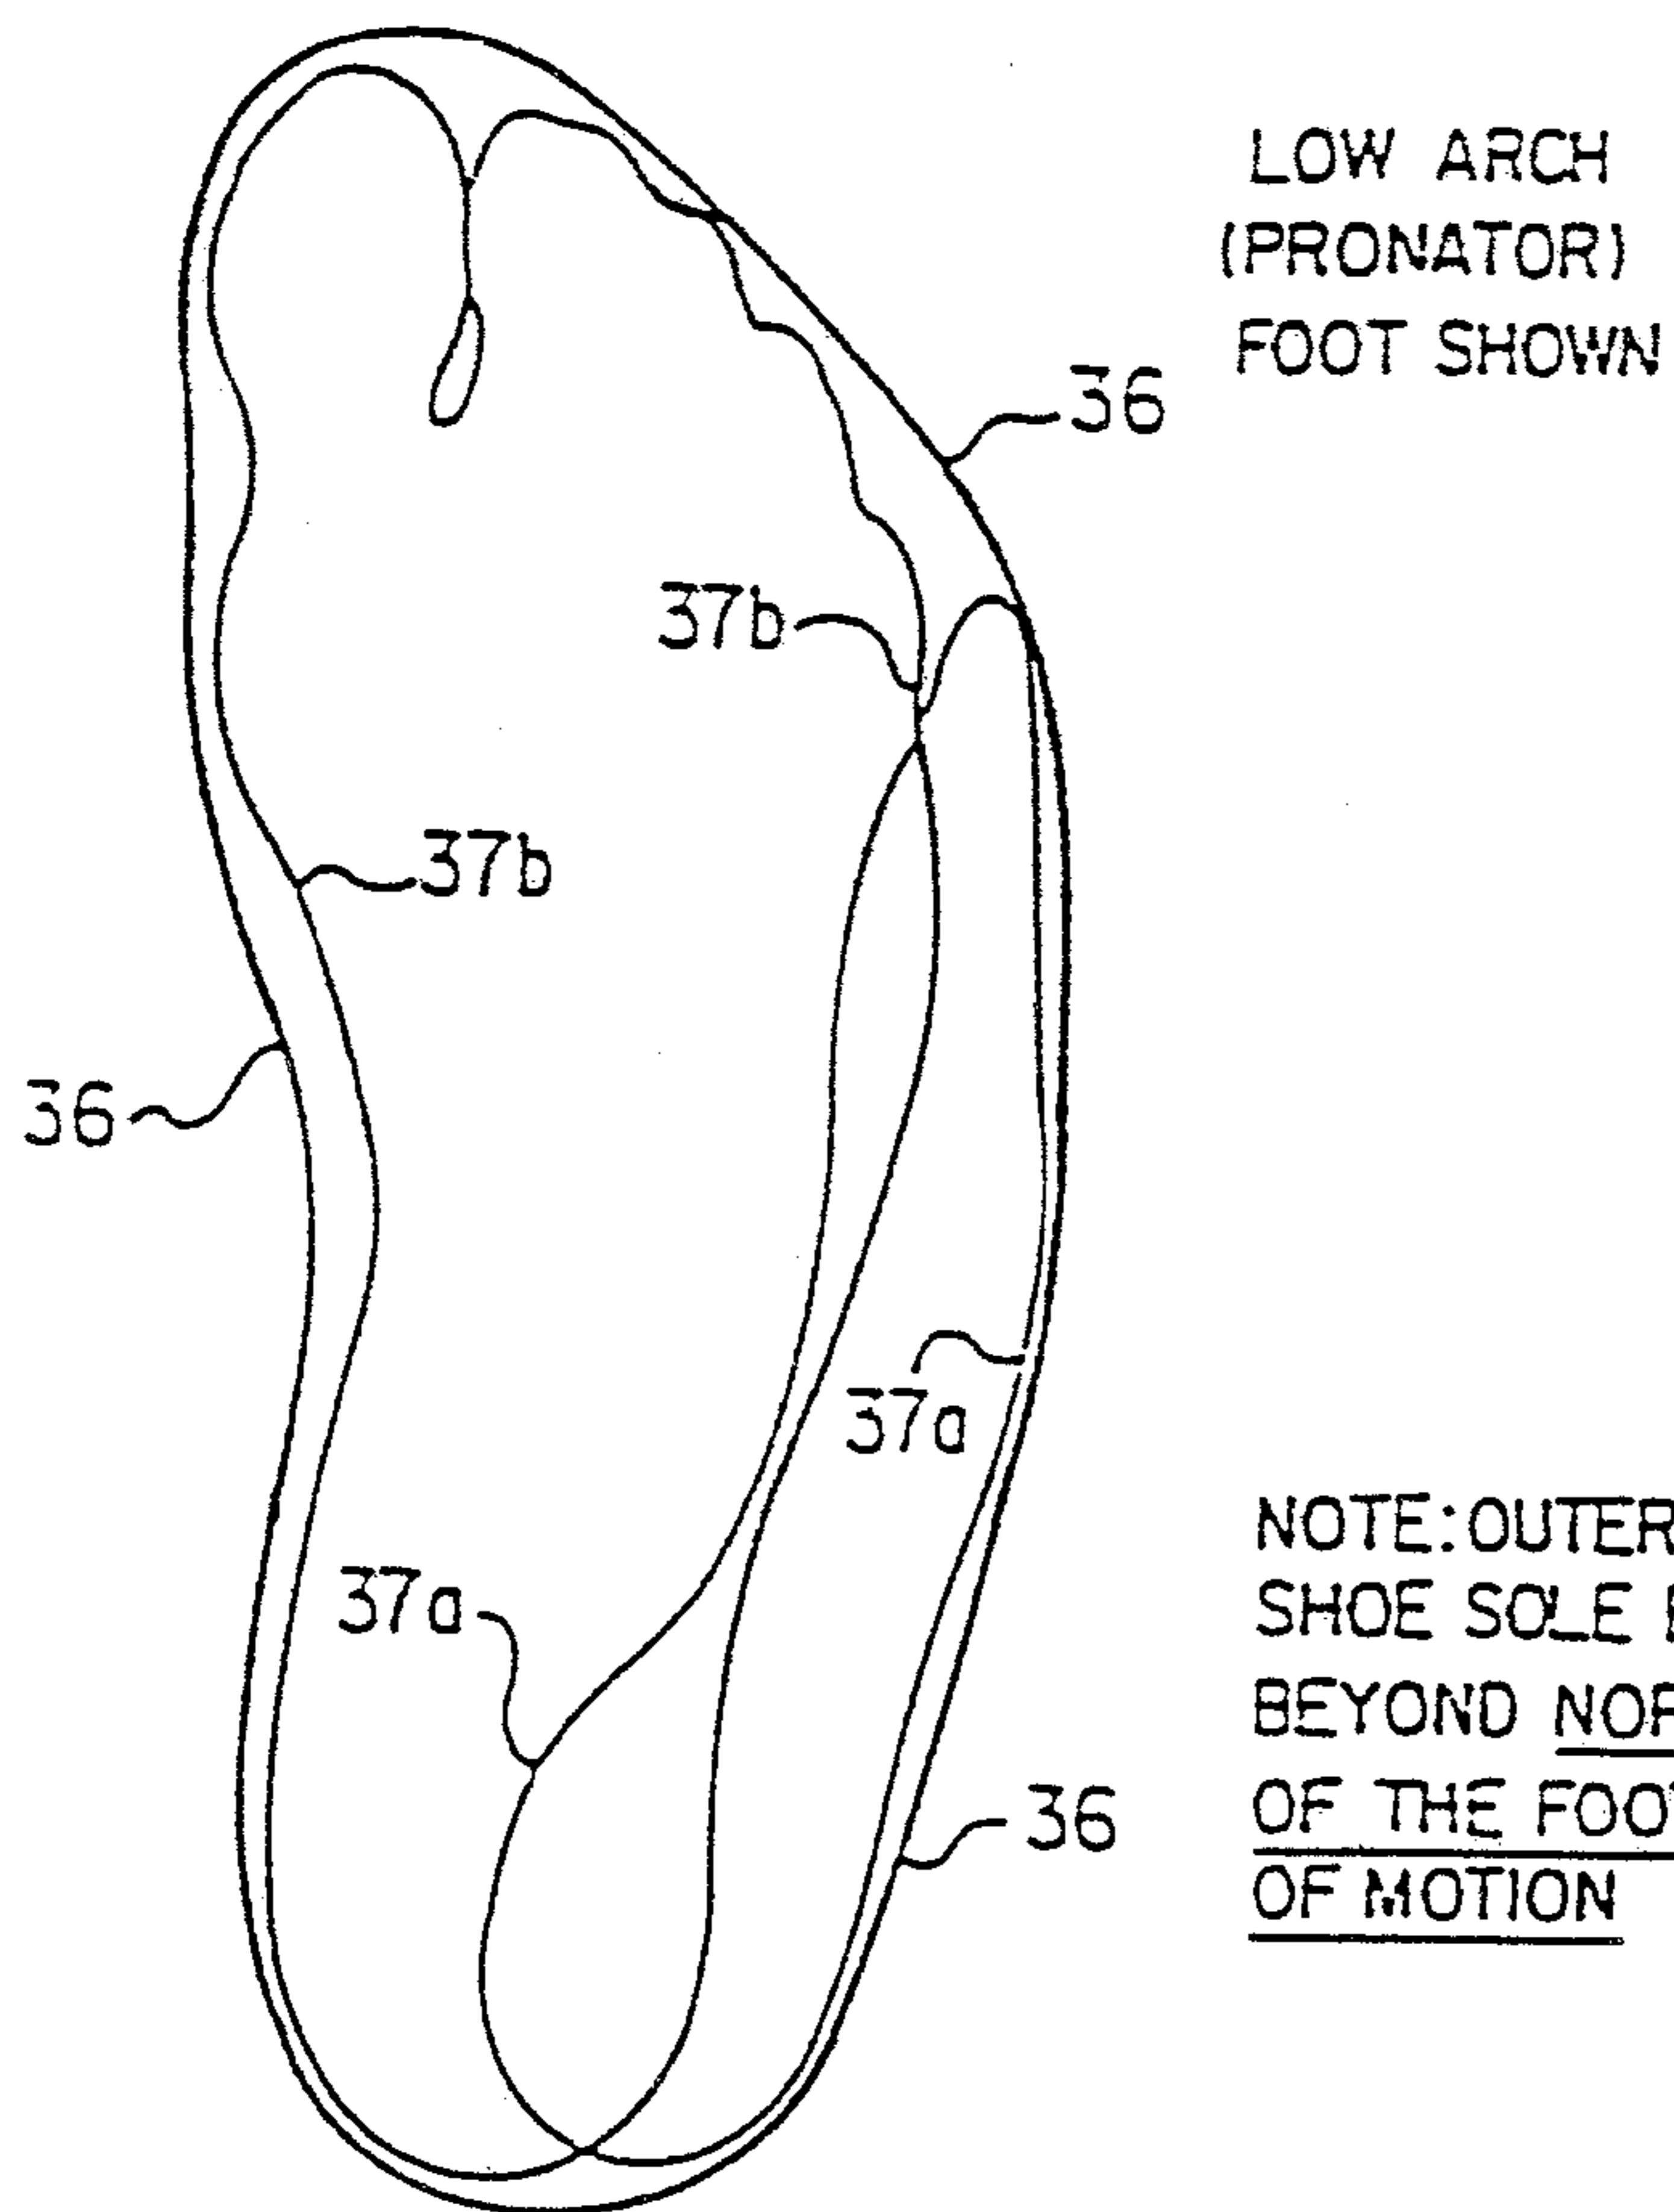 LOW ARCH
(PRONATOR)
FOOT SHOWN
36
37b
37b
36
37a
37a
36
NOTE: OUTER
SHOE SOLE
BEYOND
OF THE
OF MOTION